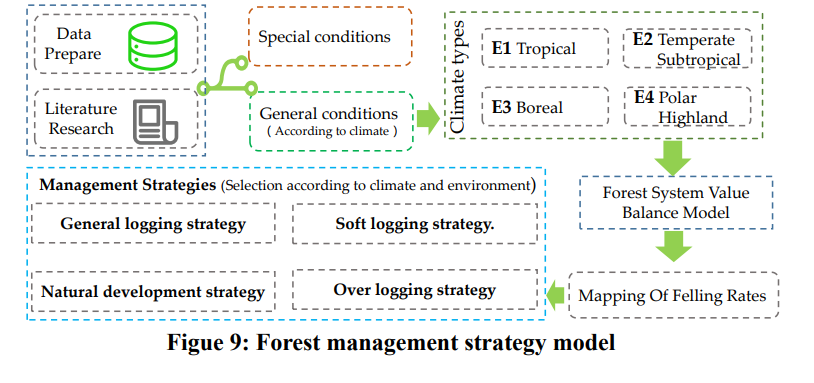 Data
Prepare
Literature
Research
Special conditions
General conditions
( According to climate )
Climate types
E1 Tropical
E2 Temperate
Subtropical
E3 Boreal
E4 Polar
Highland
Forest System Value
Balance Model
Mapping Of Felling Rates
Management Strategies (Selection according to climate and environment)
General logging strategy
Soft logging strategy.
Natural development strategy
Over logging strategy
Figue 9: Forest management strategy model